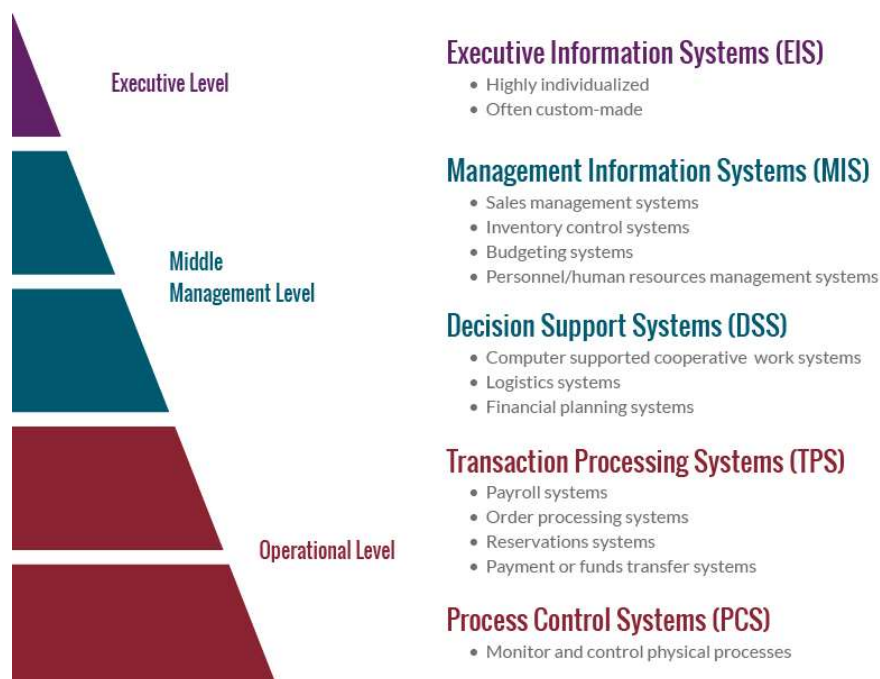 Executive Level
Executive Information Systems (EIS)
• Highly individualized
• Often custom-made
Middle
Management Level
Management Information Systems (MIS)
• Sales management systems
• Inventory control systems
• Budgeting systems
• Personnel/human resources management systems
Decision Support Systems (DSS)
• Computer supported cooperative work systems
• Logistics systems
• Financial planning systems
Operational Level
Transaction Processing Systems (TPS)
• Payroll systems
• Order processing systems
• Reservations systems
• Payment or funds transfer systems
Process Control Systems (PCS)
• Monitor and control physical processes